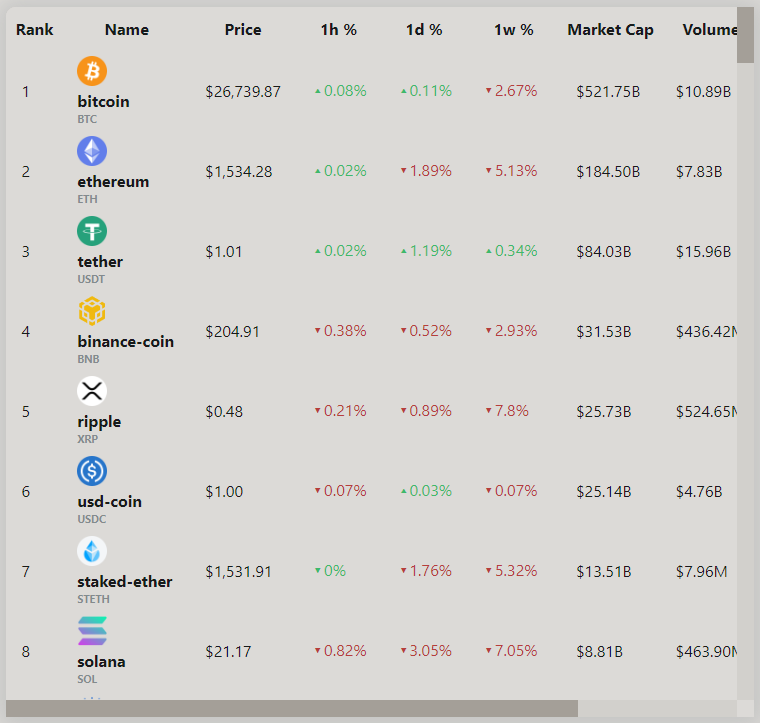 Rank Name Price 1h % 1d % 1w % Market Cap Volume
1 bitcoin $26,739.87 ▲ 0.08% ▲ 0.11% ▼ 2.67% $521.75B $10.89B
BTC
2 ethereum $1,534.28 ▲ 0.02% ▼ 1.89% ▼ 5.13% $184.50B $7.83B
ETH
3 tether $1.01 ▲ 0.02% ▲ 1.19% ▲ 0.34% $84.03B $15.96B
USDT
4 binance-coin $204.91 ▼ 0.38% ▼ 0.52% ▼ 2.93% $31.53B $436.42M
BNB
5 ripple $0.48 ▼ 0.21% ▼ 0.89% ▼ 7.8% $25.73B $524.65M
XRP
6 usd-coin $1.00 ▼ 0.07% ▲ 0.03% ▼ 0.07% $25.14B $4.76B
USDC
7 staked-ether $1,531.91 ▼ 0% ▼ 1.76% ▼ 5.32% $13.51B $7.96M
STETH
8 solana $21.17 ▼ 0.82% ▼ 3.05% ▼ 7.05% $8.81B $463.90M
SOL